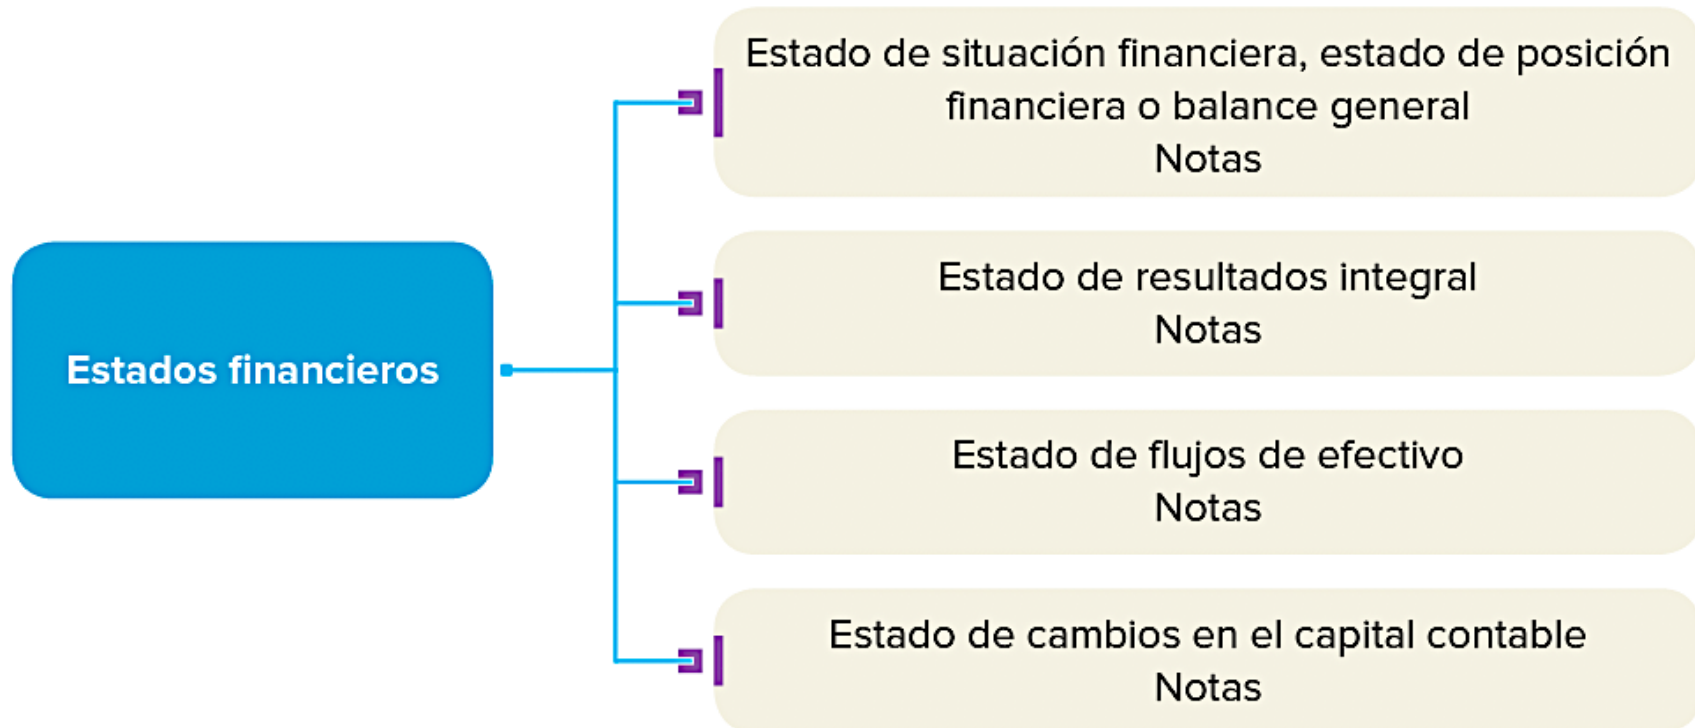 Estado de situación financiera, estado de posición
financiera o balance general
Notas
Estado de resultados integral
Notas
Estados financieros
Estado de flujos de efectivo
Notas
Estado de cambios en el capital contable
Notas